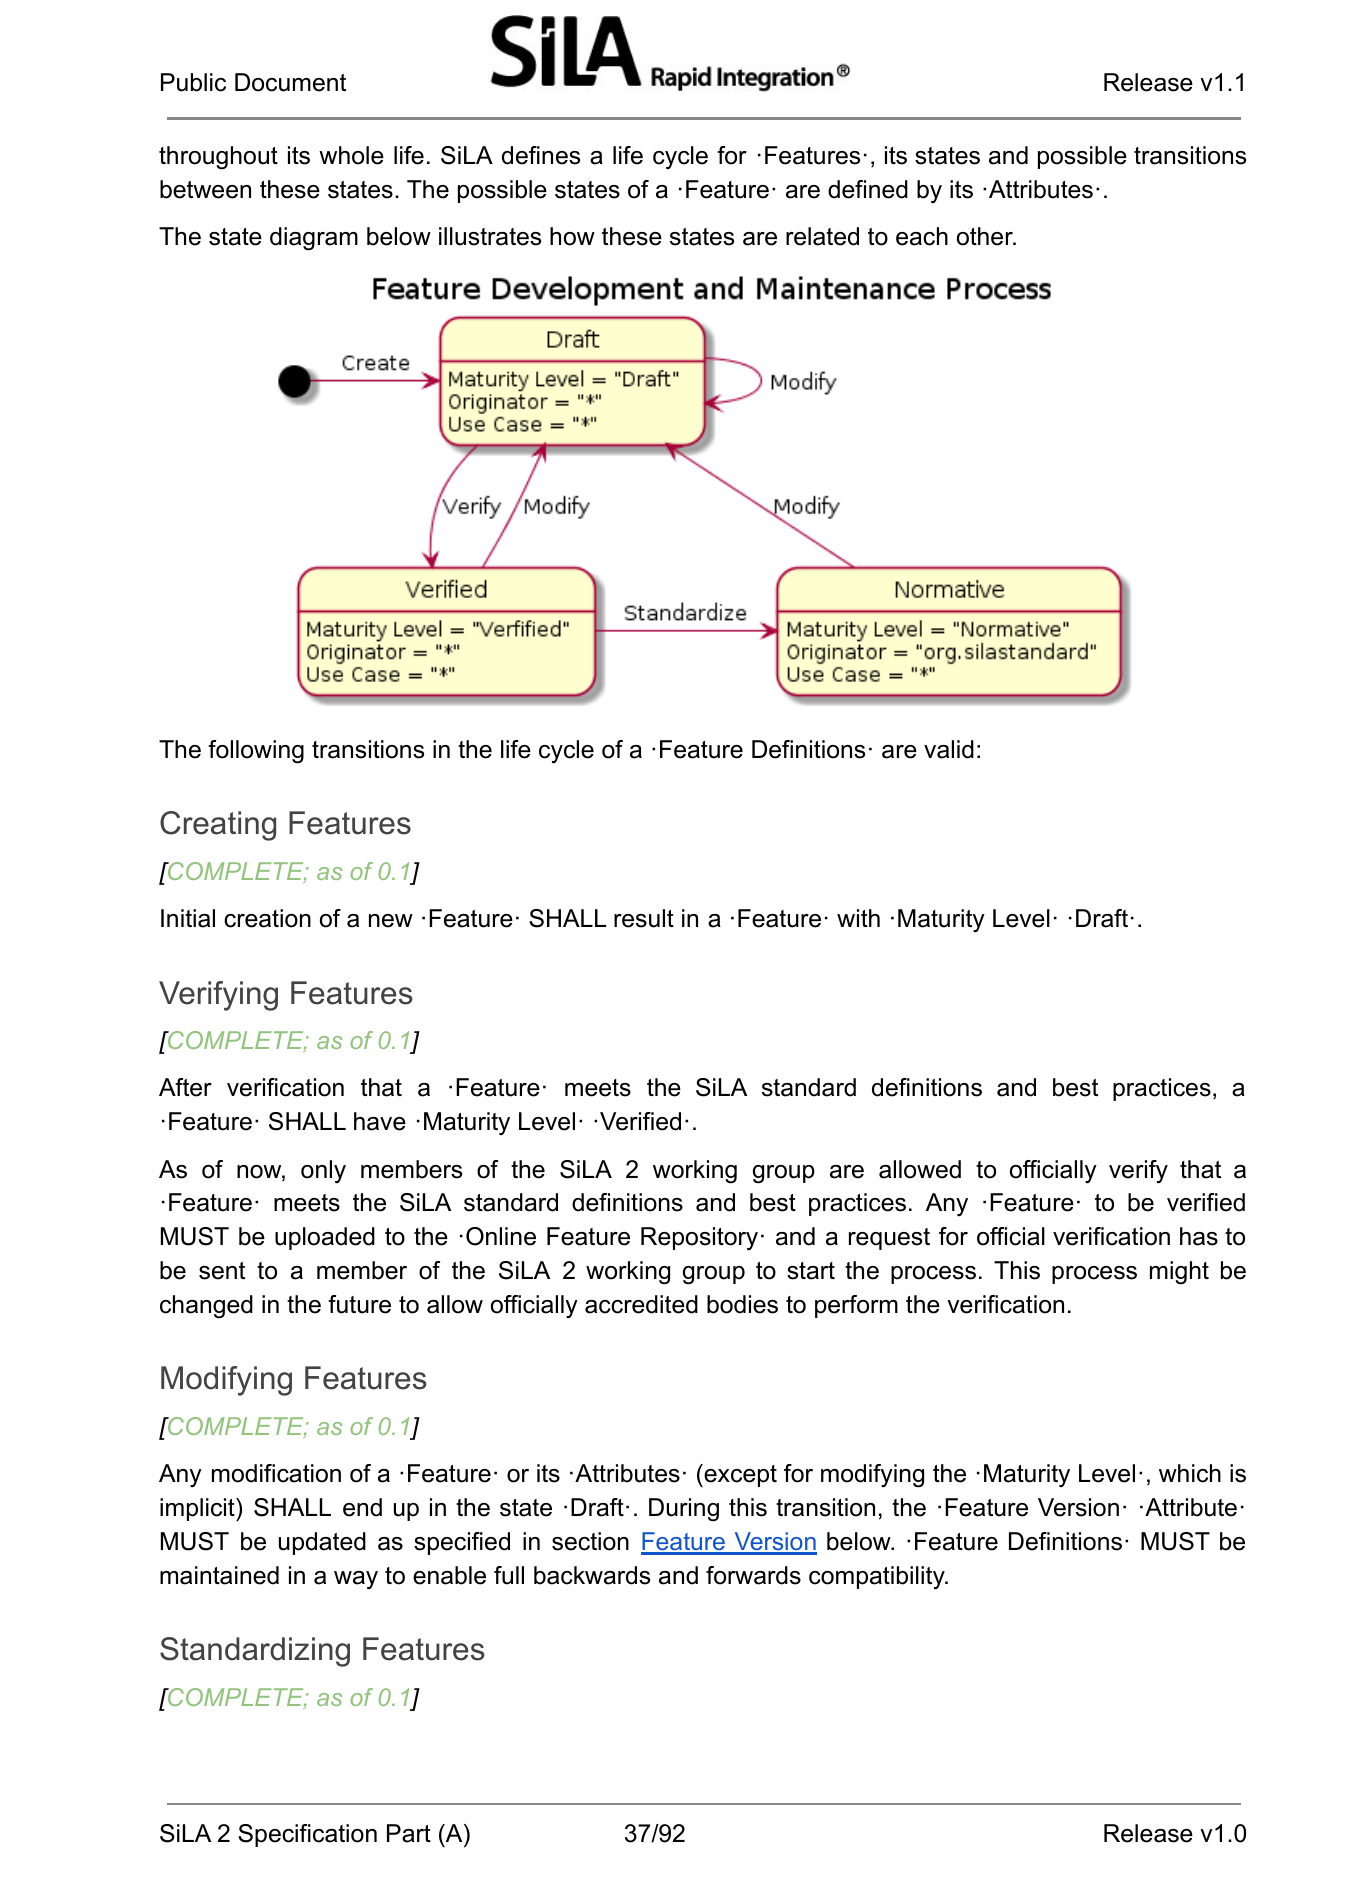 Public Document
SiLA Rapid Integration®
Release v1.1
throughout its whole life. SiLA defines a life cycle for ·Features·, its states and possible transitions
between these states. The possible states of a ·Feature· are defined by its ·Attributes·.
The state diagram below illustrates how these states are related to each other.
Feature Development and Maintenance Process
Draft
Create
Maturity Level = "Draft"
Originator = "*"
Use Case = "*"
Modify
Verify
Modify
Modify
Verified
Maturity Level = "Verfified"
Originator = "*"
Use Case = "*"
Standardize
Normative
Maturity Level = "Normative"
Originator = "org.silastandard"
Use Case = "*"
The following transitions in the life cycle of a ·Feature Definitions· are valid:
Creating Features
[COMPLETE; as of 0.1]
Initial creation of a new ·Feature· SHALL result in a ·Feature· with ·Maturity Level· ·Draft·.
Verifying Features
[COMPLETE; as of 0.1]
After verification that a ·Feature· meets the SiLA standard definitions and best practices, a
·Feature· SHALL have ·Maturity Level· ·Verified·.
As of now, only members of the SiLA 2 working group are allowed to officially verify that a
·Feature· meets the SiLA standard definitions and best practices. Any ·Feature· to be verified
MUST be uploaded to the ·Online Feature Repository· and a request for official verification has to
be sent to a member of the SiLA 2 working group to start the process. This process might be
changed in the future to allow officially accredited bodies to perform the verification.
Modifying Features
[COMPLETE; as of 0.1]
Any modification of a ·Feature· or its ·Attributes· (except for modifying the ·Maturity Level·, which is
implicit) SHALL end up in the state ·Draft·. During this transition, the ·Feature Version· ·Attribute·
MUST be updated as specified in section Feature Version below. ·Feature Definitions· MUST be
maintained in a way to enable full backwards and forwards compatibility.
Standardizing Features
[COMPLETE; as of 0.1]
SiLA 2 Specification Part (A)
37/92
Release v1.0